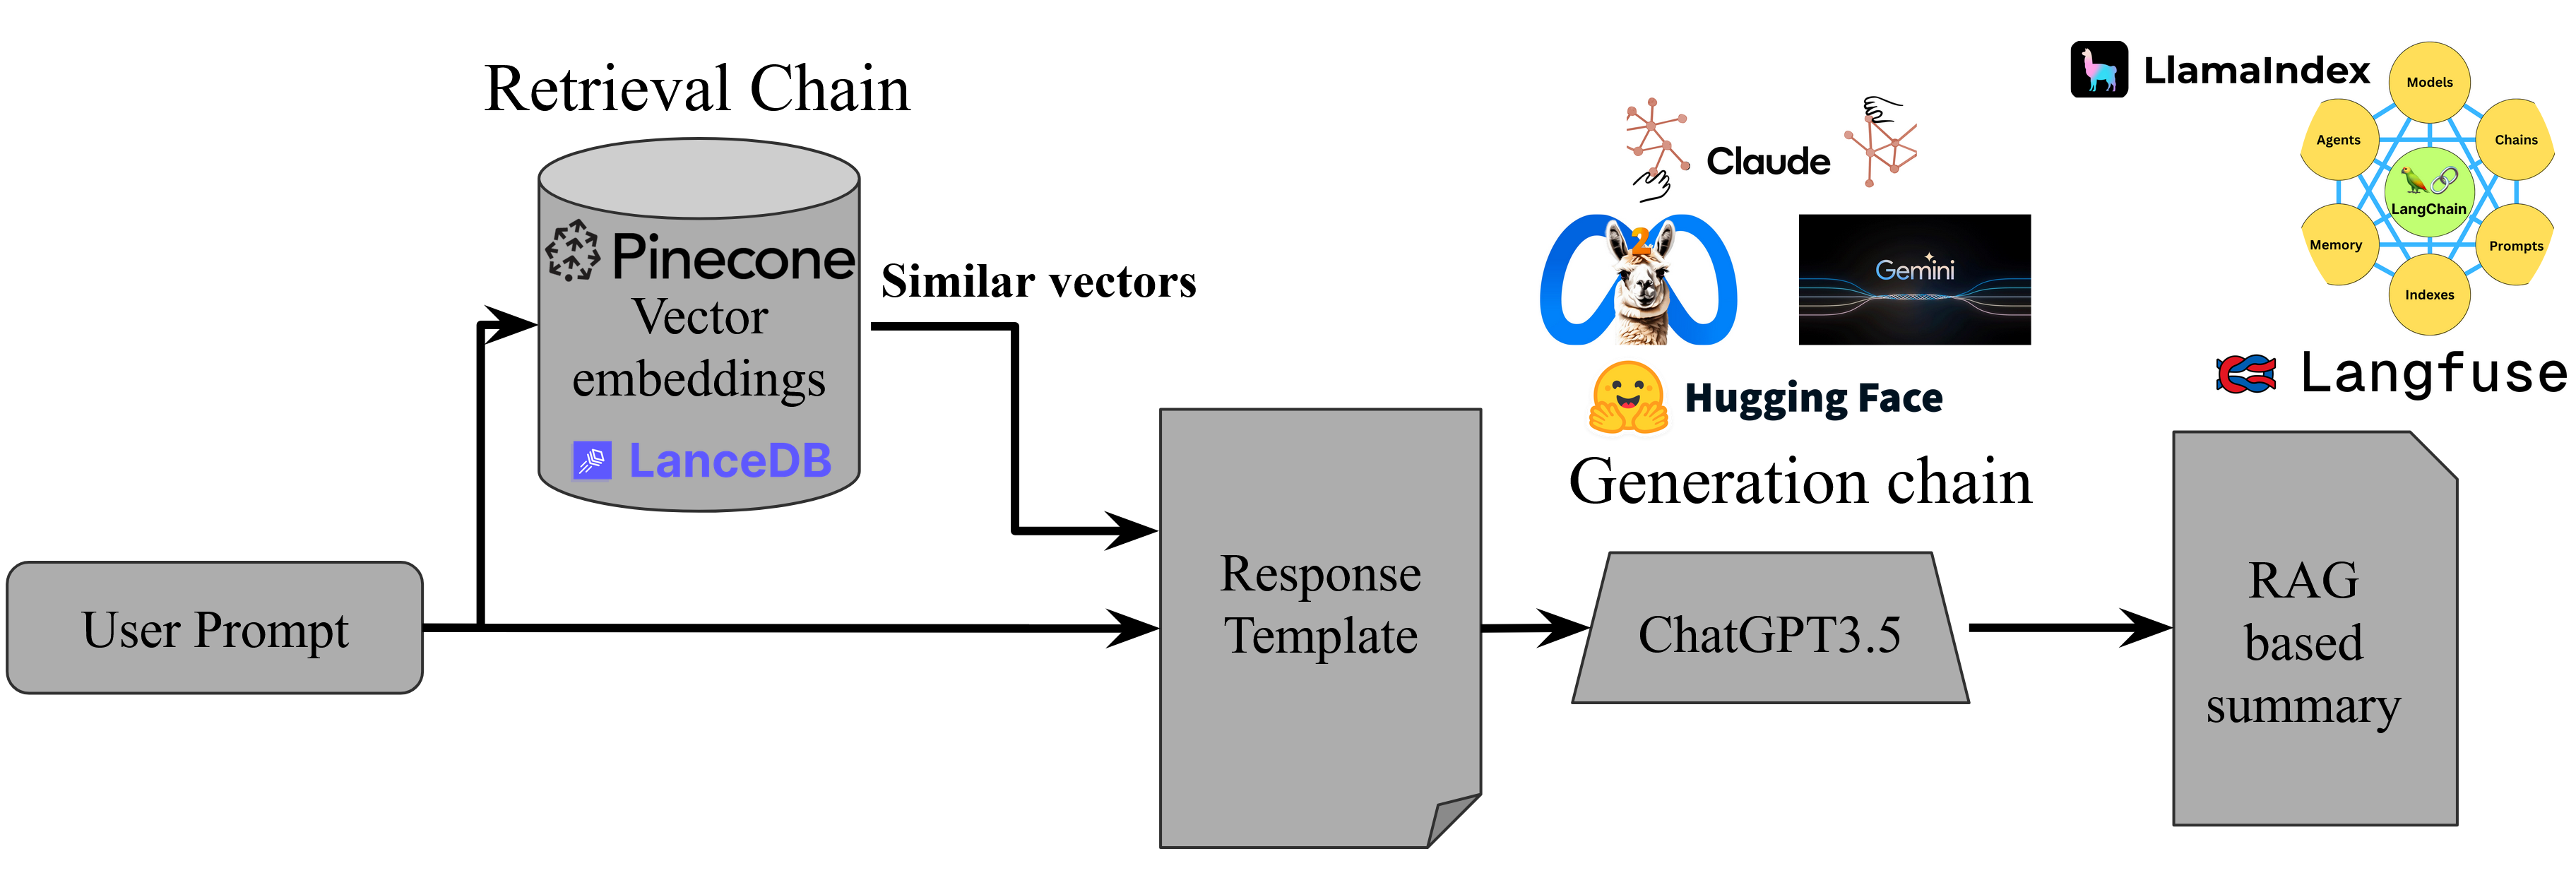 Retrieval Chain
Pinecone
Vector
embeddings
LanceDB
Similar vectors
User Prompt
Response
Template
Claude
2
Gemini
Hugging Face
Generation chain
ChatGPT3.5
LlamaIndex
Models
Agents
Chains
LangChain
Memory
Prompts
Indexes
Langfuse
RAG
based
summary